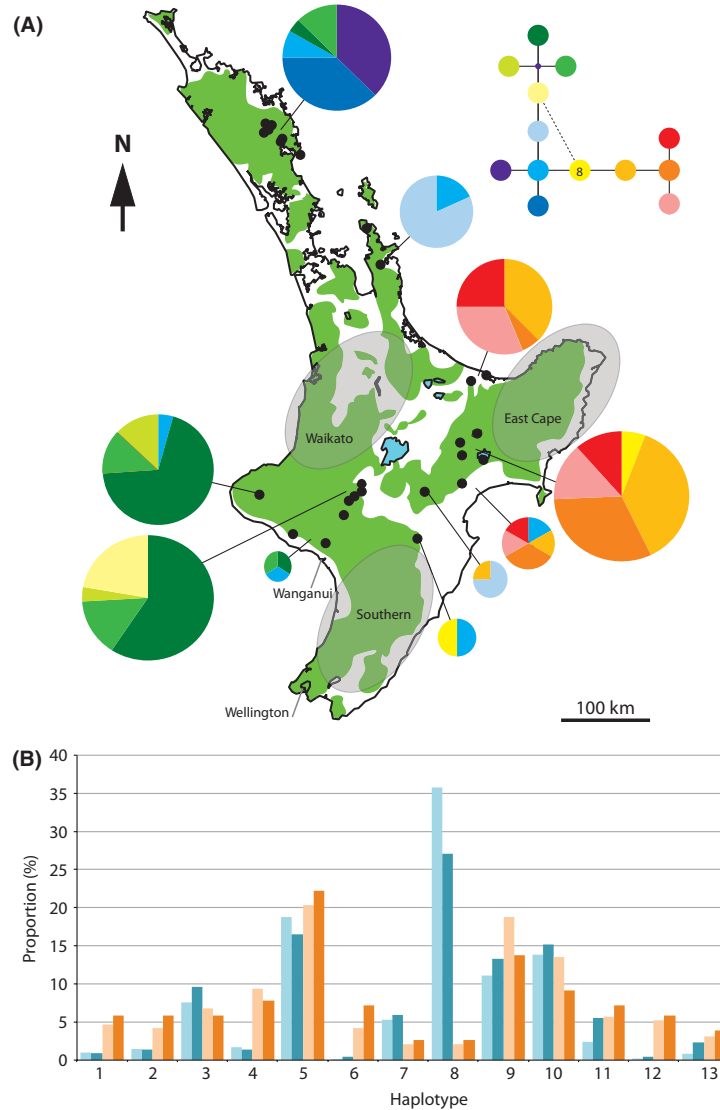 (A)
N
8
Waikato
East Cape
Wanganui
Southern
Wellington
100 km
(B)
40
35
30
25
20
15
10
5
0
Proportion (%)
1 2 3 4 5 6 7 8 9 10 11 12 13
Haplotype